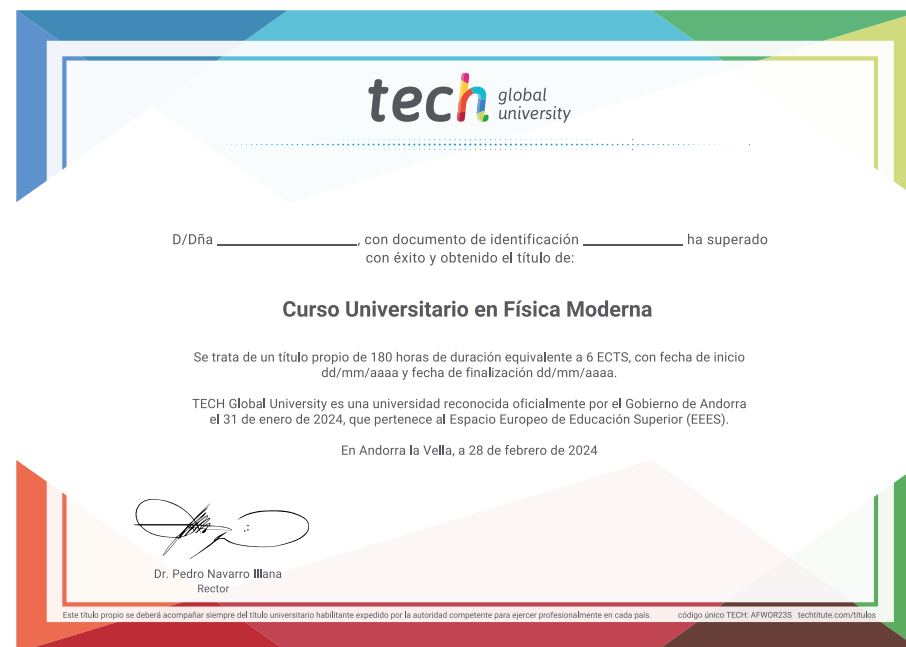 tech global university
D/Dña ______________, con documento de identificación __________ ha superado
con éxito y obtenido el título de:
Curso Universitario en Física Moderna
Se trata de un título propio de 180 horas de duración equivalente a 6 ECTS, con fecha de inicio
dd/mm/aaaa y fecha de finalización dd/mm/aaaa.
TECH Global University es una universidad reconocida oficialmente por el Gobierno de Andorra
el 31 de enero de 2024, que pertenece al Espacio Europeo de Educación Superior (EEES).
En Andorra la Vella, a 28 de febrero de 2024
Dr. Pedro Navarro Illana
Rector
Este título propio se deberá acompañar siempre del título universitario habilitante expedido por la autoridad competente para ejercer profesionalmente en cada país. código único TECH: AFWOR23S techtitute.com/titulos